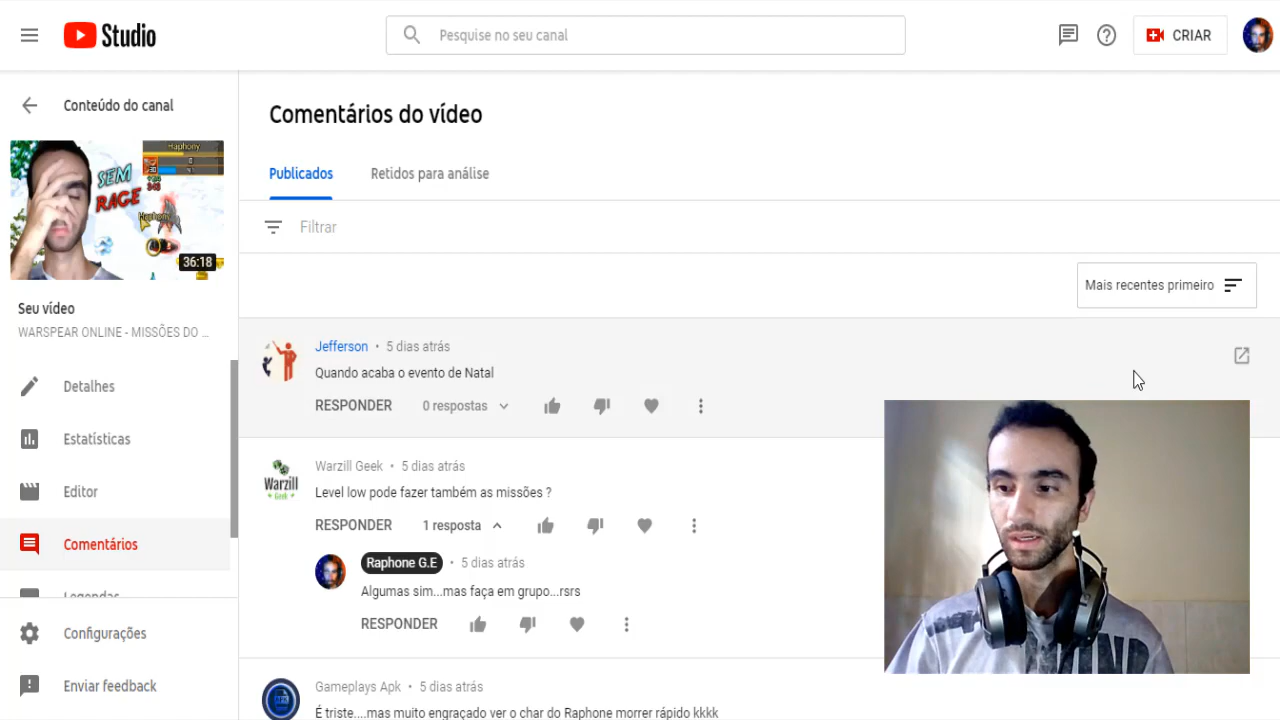 Studio
Pesquise no seu canal
CRIAR
Conteúdo do canal
Haphony
SEM
RAGE
36:18
Seu vídeo
WARSPEAR ONLINE - MISSÕES DO ...
Detalhes
Estatísticas
Editor
Comentários
Legendas
Configurações
Enviar feedback
Comentários do vídeo
Publicados
Retidos para análise
Filtrar
Mais recentes primeiro
Jefferson • 5 dias atrás
Quando acaba o evento de Natal
RESPONDER 0 respostas
Warzill Geek • 5 dias atrás
Level low pode fazer também as missões ?
RESPONDER 1 resposta
Raphone G.E • 5 dias atrás
Algumas sim...mas faça em grupo...rsrs
RESPONDER
Gameplays Apk • 5 dias atrás
É triste....mas muito engraçado ver o char do Raphone morrer rápido kkkk